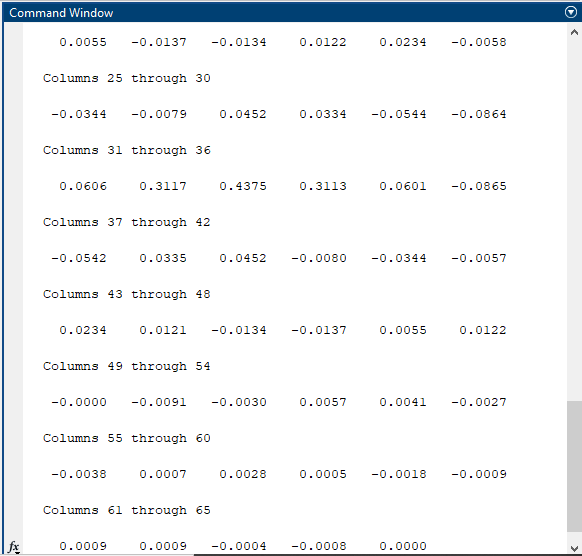 Command Window
0.0055 -0.0137 -0.0134 0.0122 0.0234 -0.0058
Columns 25 through 30
-0.0344 -0.0079 0.0452 0.0334 -0.0544 -0.0864
Columns 31 through 36
0.0606 0.3117 0.4375 0.3113 0.0601 -0.0865
Columns 37 through 42
-0.0542 0.0335 0.0452 -0.0080 -0.0344 -0.0057
Columns 43 through 48
0.0234 0.0121 -0.0134 -0.0137 0.0055 0.0122
Columns 49 through 54
-0.0000 -0.0091 -0.0030 0.0057 0.0041 -0.0027
Columns 55 through 60
-0.0038 0.0007 0.0028 0.0005 -0.0018 -0.0009
Columns 61 through 65
fx 0.0009 0.0009 -0.0004 -0.0008 0.0000